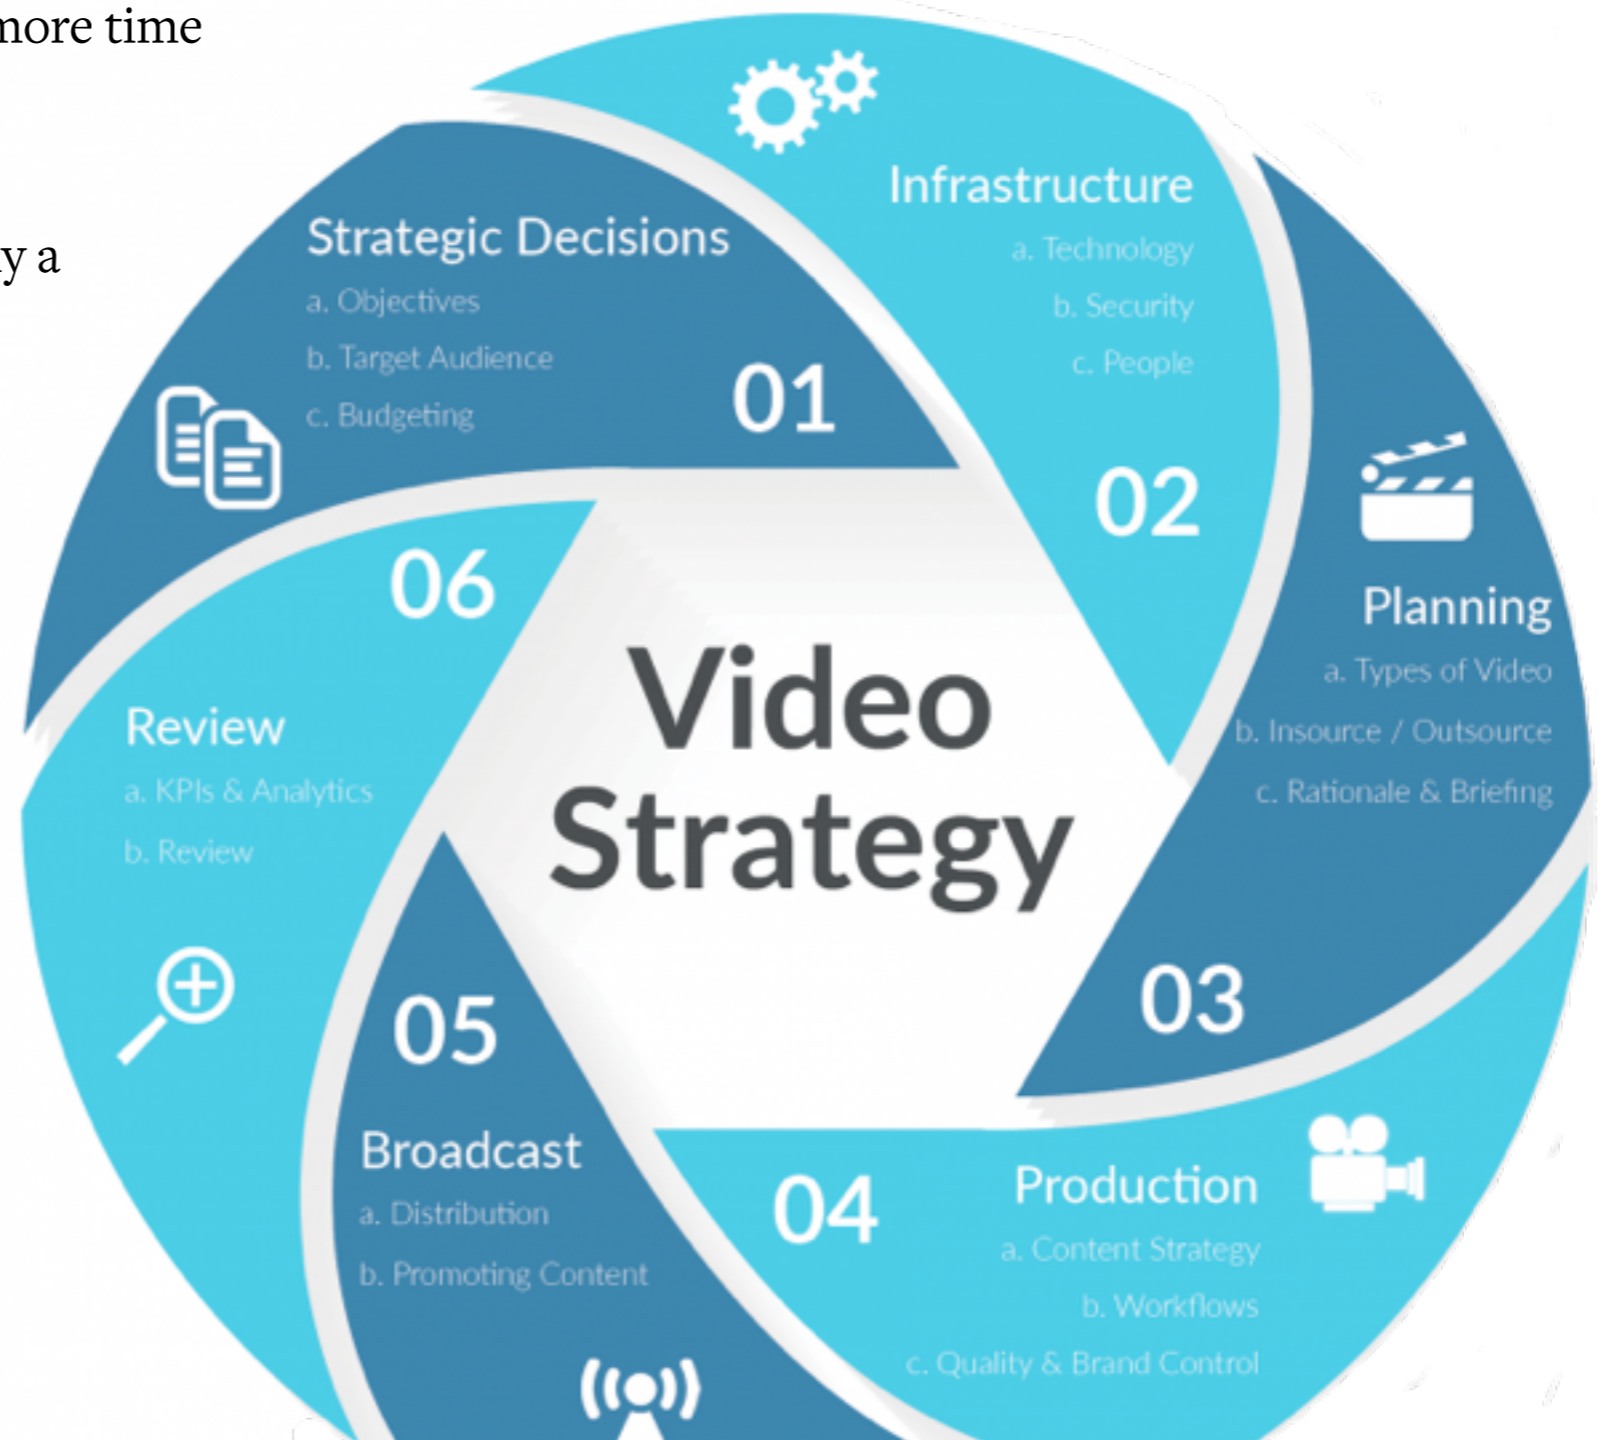 more time
y a
Strategic Decisions
a. Objectives
b. Target Audience
c. Budgeting
01
Infrastructure
a. Technology
b. Security
c. People
02
Planning
a. Types of Video
b. Insource / Outsource
c. Rationale & Briefing
03
Production
a. Content Strategy
b. Workflows
c. Quality & Brand Control
04
05
Broadcast
a. Distribution
b. Promoting Content
06
Review
a. KPIs & Analytics
b. Review
Video
Strategy